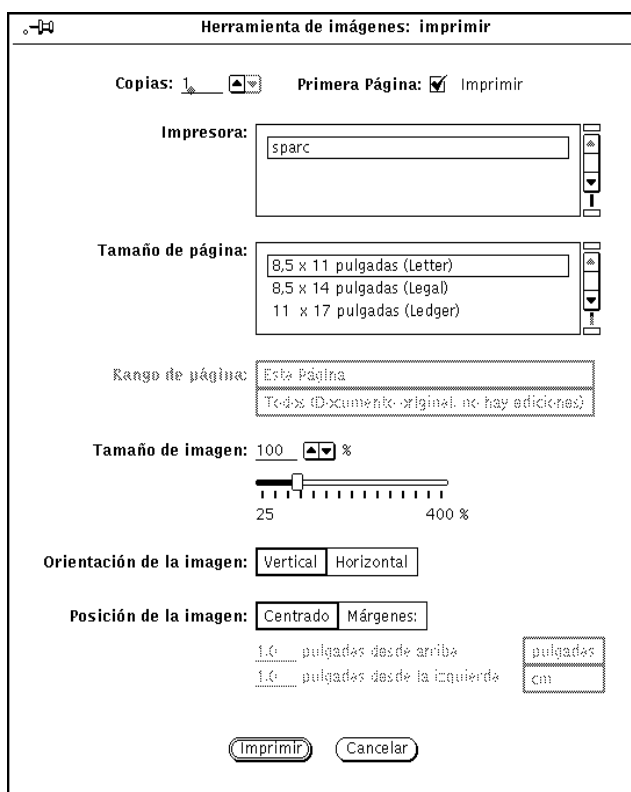 Herramienta de imágenes: imprimir
Copias: 1 Primera Página: Imprimir
Impresora:
sparc
Tamaño de página:
8,5 x 11 pulgadas (Letter)
8,5 x 14 pulgadas (Legal)
11 x 17 pulgadas (Ledger)
Rango de página: Esta Página
Todos (Documento original, no hay ediciones)
Tamaño de imagen: 100 %
25 400 %
Orientación de la imagen: Vertical Horizontal
Posición de la imagen: Centrado Márgenes:
1.0 pulgadas desde arriba pulgadas
1.0 pulgadas desde la izquierda cm
Imprimir Cancelar